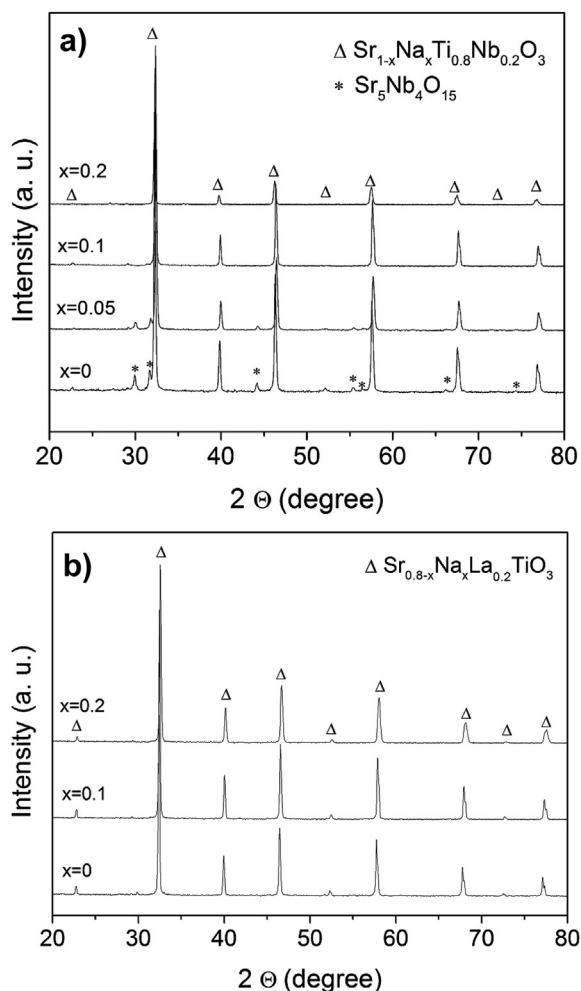 a)
Δ Sr₁₋ₓNaₓTi₀.₈Nb₀.₂O₃
* Sr₅Nb₄O₁₅
Δ Δ Δ Δ Δ Δ Δ Δ Δ
x=0.2
x=0.1
x=0.05
x=0
* * * * * * *
Intensity (a. u.)
20 30 40 50 60 70 80
2 Θ (degree)
b)
Δ Sr₀.₈₋ₓNaₓLa₀.₂TiO₃
Δ Δ Δ Δ Δ Δ Δ Δ Δ
x=0.2
x=0.1
x=0
Intensity (a. u.)
20 30 40 50 60 70 80
2 Θ (degree)